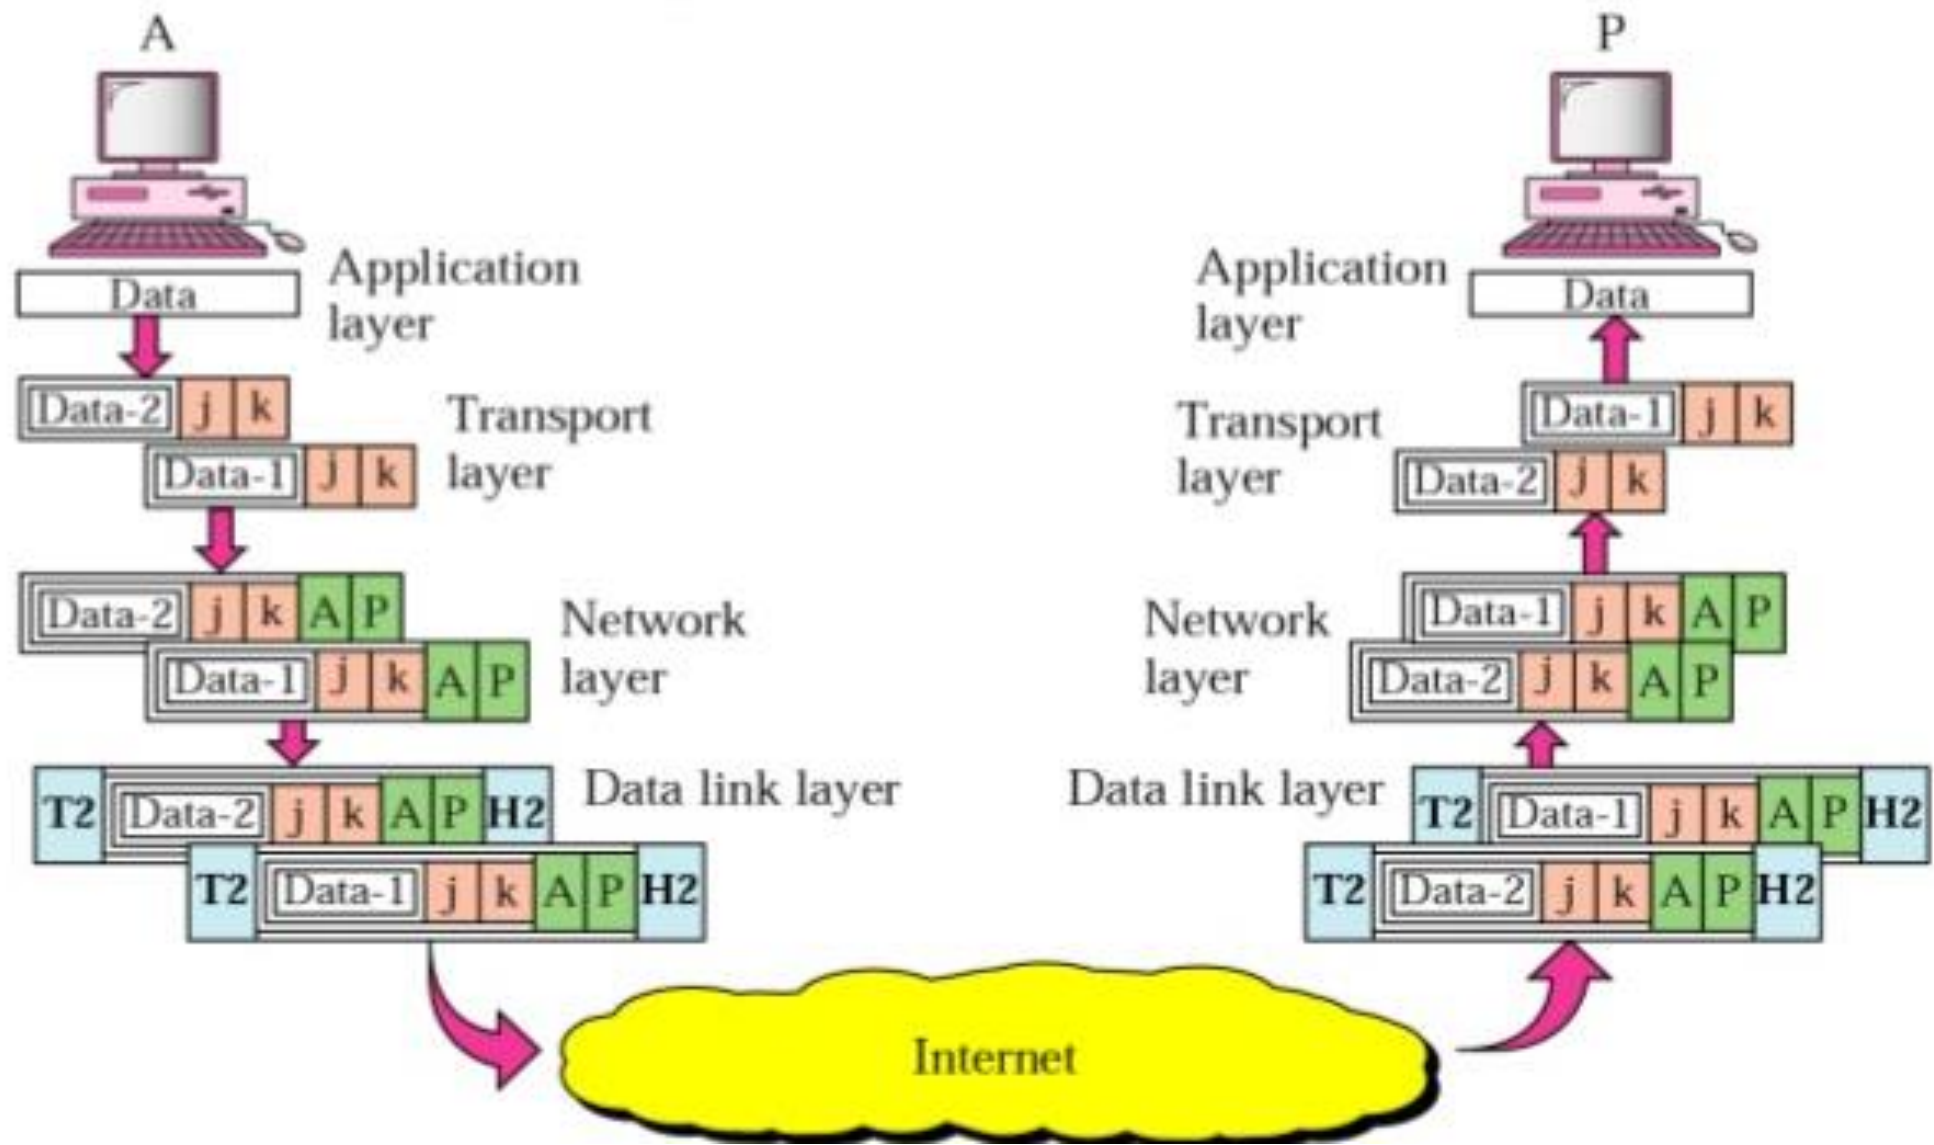 A
P
Data
Application
layer
Application
layer
Data
Data-2 j k
Data-1 j k
Transport
layer
Transport
layer
Data-1 j k
Data-2 j k
Data-2 j k A P
Data-1 j k A P
Network
layer
Network
layer
Data-1 j k A P
Data-2 j k A P
T2 Data-2 j k A P H2
T2 Data-1 j k A P H2
Data link layer
Data link layer
T2 Data-1 j k A P H2
T2 Data-2 j k A P H2
Internet